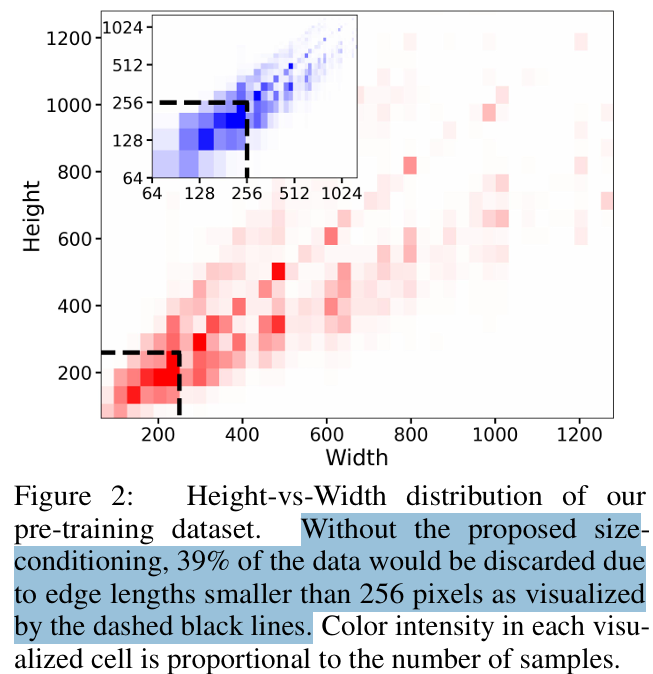 1024
512
256
128
64
64 128 256 512 1024
1200
1000
800
600
400
200
Height
200 400 600 800 1000 1200
Width
Figure 2: Height-vs-Width distribution of our
pre-training dataset. Without the proposed size-
conditioning, 39% of the data would be discarded due
to edge lengths smaller than 256 pixels as visualized
by the dashed black lines. Color intensity in each visu-
alized cell is proportional to the number of samples.